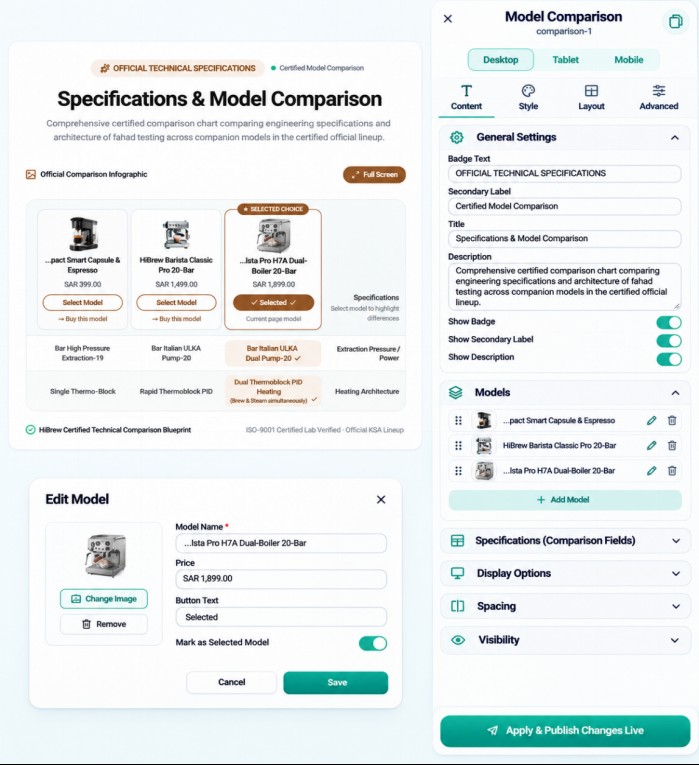 OFFICIAL TECHNICAL SPECIFICATIONS
Certified Model Comparison
Specifications & Model Comparison
Comprehensive certified comparison chart comparing engineering specifications and
architecture of fahad testing across companion models in the certified official lineup.
Official Comparison Infographic
Full Screen
SELECTED CHOICE
...pact Smart Capsule &
Espresso
SAR 399.00
Select Model
→ Buy this model
HiBrew Barista Classic
Pro 20-Bar
SAR 1,499.00
Select Model
→ Buy this model
...lsta Pro H7A Dual-
Boiler 20-Bar
SAR 1,899.00
Selected
Current page model
Specifications
Select model to highlight
differences
Bar High Pressure
Extraction-19
Bar Italian ULKA
Pump-20
Bar Italian ULKA
Dual Pump-20
Extraction Pressure /
Power
Single Thermo-Block
Rapid Thermoblock PID
Dual Thermoblock PID
Heating
(Brew & Steam simultaneously)
Heating Architecture
HiBrew Certified Technical Comparison Blueprint
ISO-9001 Certified Lab Verified · Official KSA Lineup
Edit Model
Change Image
Remove
Model Name *
...lsta Pro H7A Dual-Boiler 20-Bar
Price
SAR 1,899.00
Button Text
Selected
Mark as Selected Model
Cancel
Save
Model Comparison
comparison-1
Desktop
Tablet
Mobile
Content
Style
Layout
Advanced
General Settings
Badge Text
OFFICIAL TECHNICAL SPECIFICATIONS
Secondary Label
Certified Model Comparison
Title
Specifications & Model Comparison
Description
Comprehensive certified comparison chart comparing
engineering specifications and architecture of fahad
testing across companion models in the certified official
lineup.
Show Badge
Show Secondary Label
Show Description
Models
...pact Smart Capsule & Espresso
HiBrew Barista Classic Pro 20-Bar
...lsta Pro H7A Dual-Boiler 20-Bar
+ Add Model
Specifications (Comparison Fields)
Display Options
Spacing
Visibility
Apply & Publish Changes Live